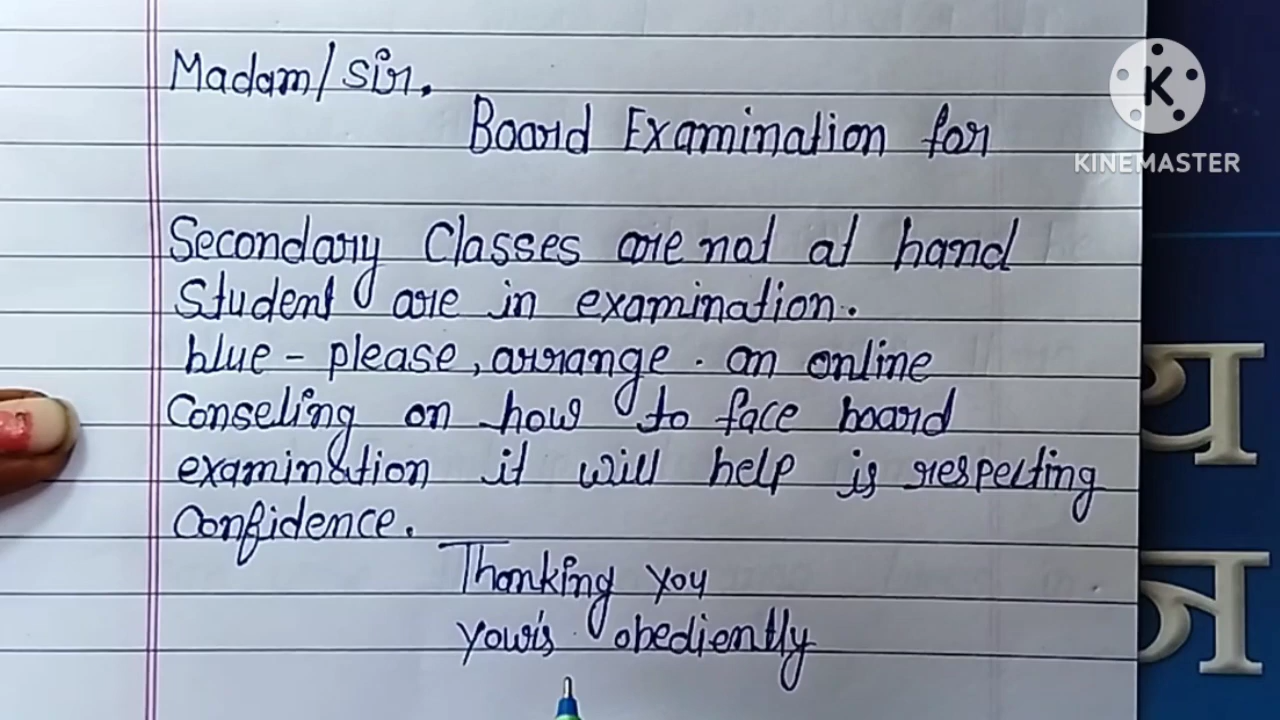 Madam/Sir.
Board Examination for
Secondary Classes are not at hand
Student are in examination.
blue - please, arrange . an online
Conseling on how to face board
examination it will help is respecting
Confidence.
Thanking you
your's obediently
K
KINEMASTER